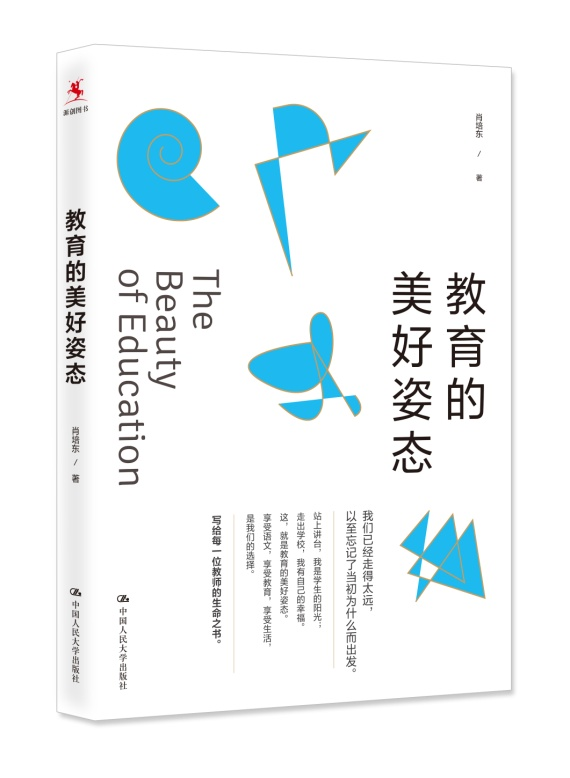 源创图书
教育的美好姿态
肖培东/著
中国人民大学出版社
肖培东 / 著
教育的
美好姿态
The
Beauty
of Education
我们已经走得太远，
以至忘记了当初为什么而出发。
站上讲台，我是学生的阳光；
走出学校，我有自己的幸福。
这，就是教育的美好姿态。
享受语文，享受教育，享受生活，
是我们的选择。
写给每一位教师的生命之书。
中国人民大学出版社